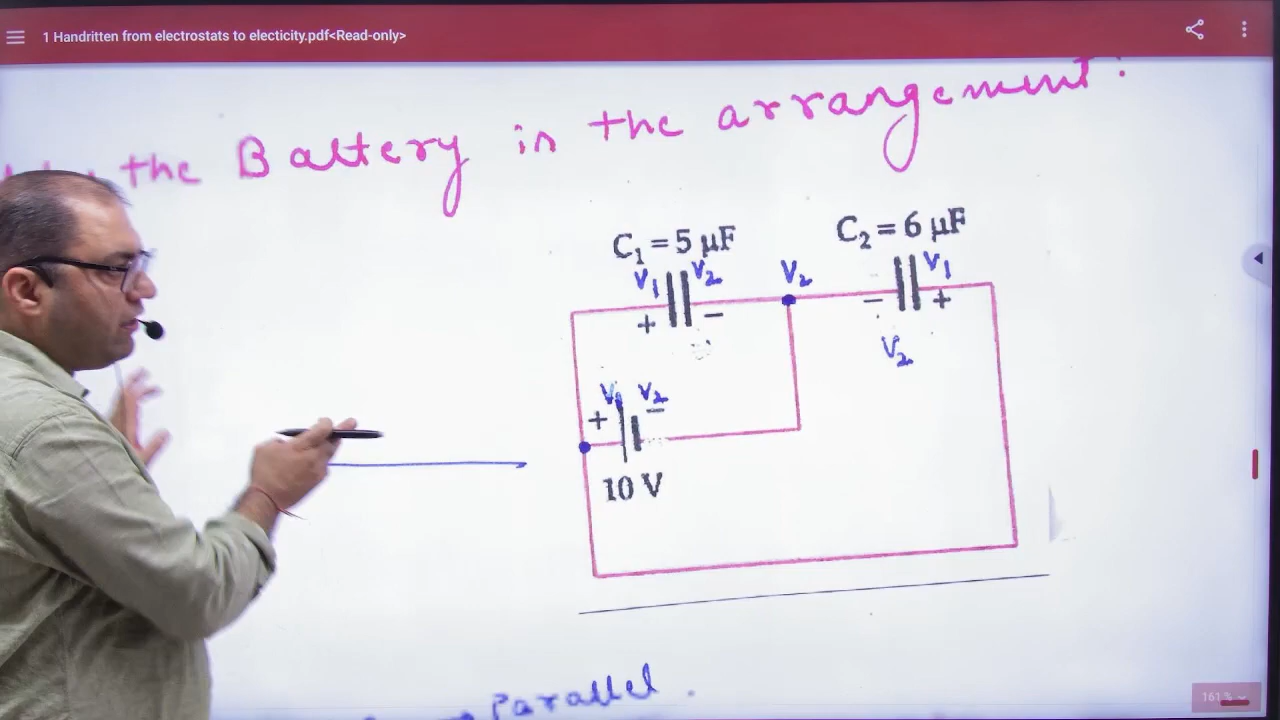 1 Handritten from electrostats to electicity.pdf<Read-only>
the Battery in the arrangement:
C₁ = 5 μF
C₂ = 6 μF
V₁ V₂ V₂ V₁
+ − − +
V₂
V₁ V₂
+ −
10 V
Parallel.
161%